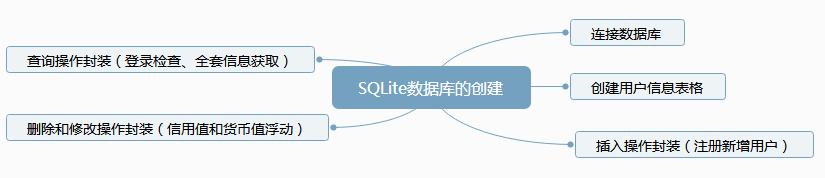 连接数据库
查询操作封装（登录检查、全套信息获取）
SQLite数据库的创建
创建用户信息表格
删除和修改操作封装（信用值和货币值浮动）
插入操作封装（注册新增用户）